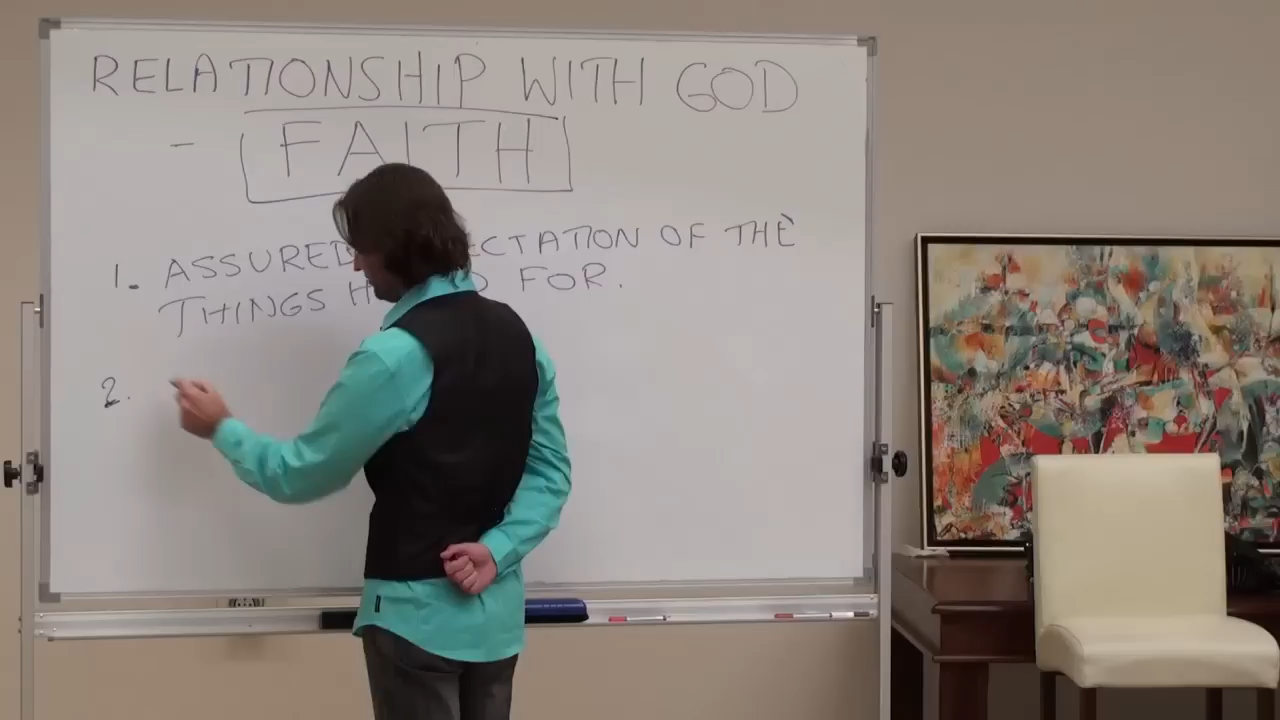 RELATIONSHIP WITH GOD
- FAITH
1. ASSURED OF THE
THINGS FOR.
2.